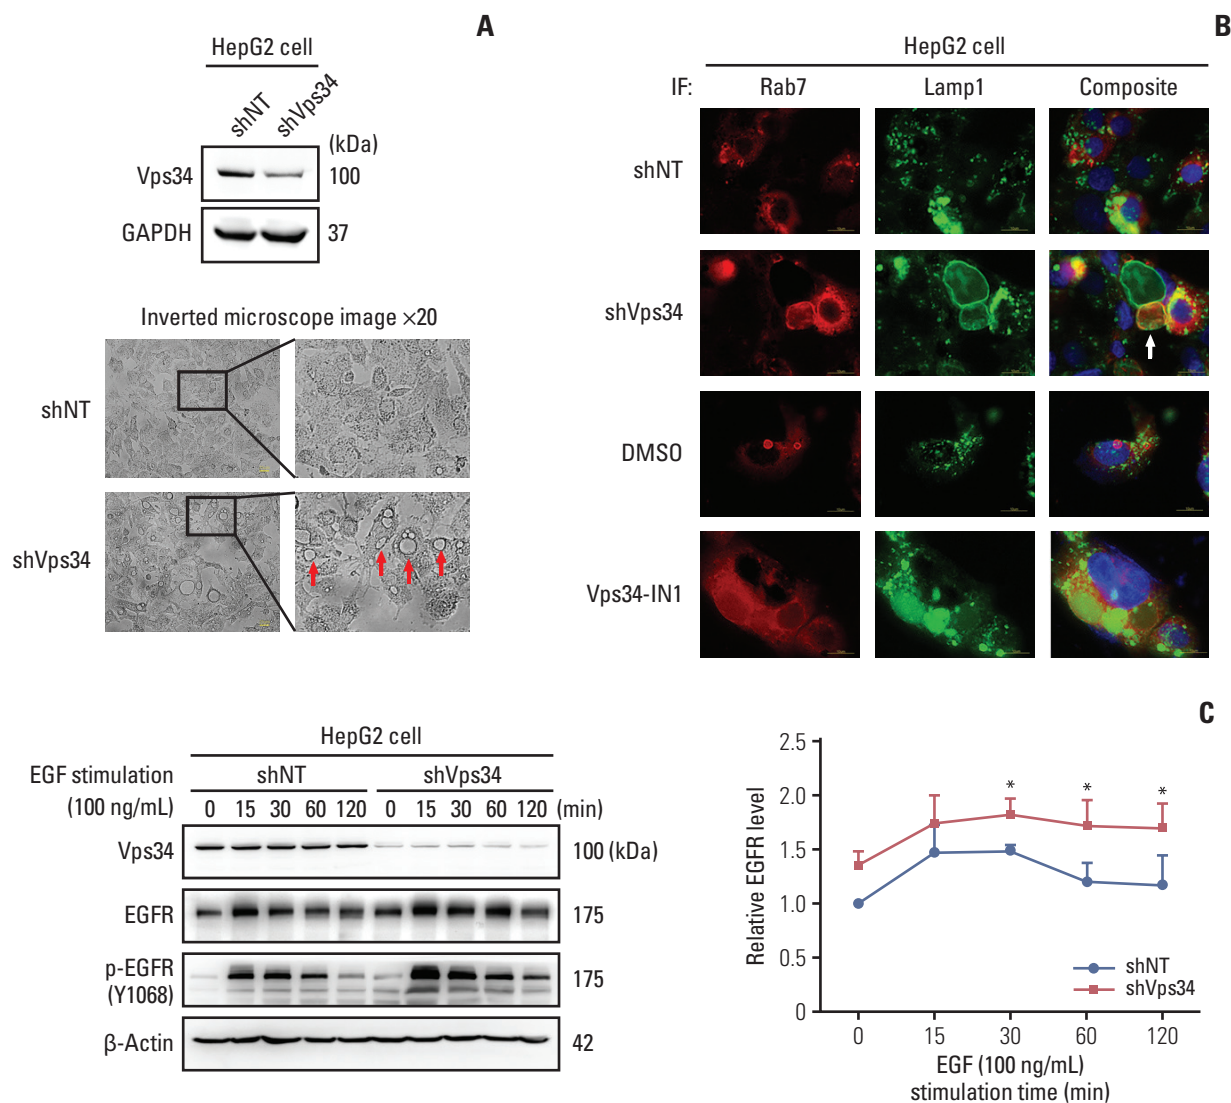 A
HepG2 cell
shNT
shVps34
(kDa)
Vps34
100
GAPDH
37
Inverted microscope image ×20
shNT
shVps34
B
HepG2 cell
IF:
Rab7
Lamp1
Composite
shNT
shVps34
DMSO
Vps34-IN1
HepG2 cell
EGF stimulation
shNT
shVps34
(100 ng/mL)
0 15 30 60 120 0 15 30 60 120 (min)
Vps34
100 (kDa)
EGFR
175
p-EGFR
(Y1068)
175
β-Actin
42
C
Relative EGFR level
2.5
2.0
1.5
1.0
0.5
0
* * *
shNT
shVps34
0 15 30 60 120
EGF (100 ng/mL)
stimulation time (min)